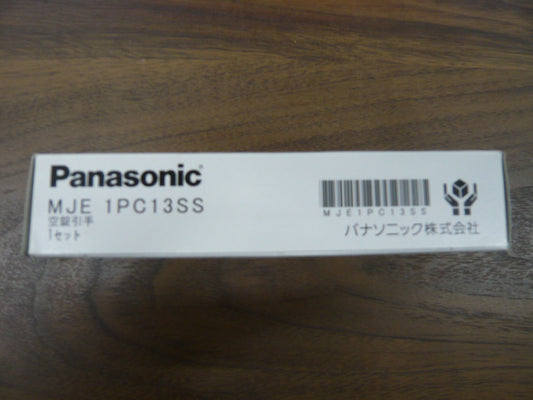 Panasonic
MJE 1PC13SS
空錠引手
1セット
MJE1PC13SS
パナソニック株式会社